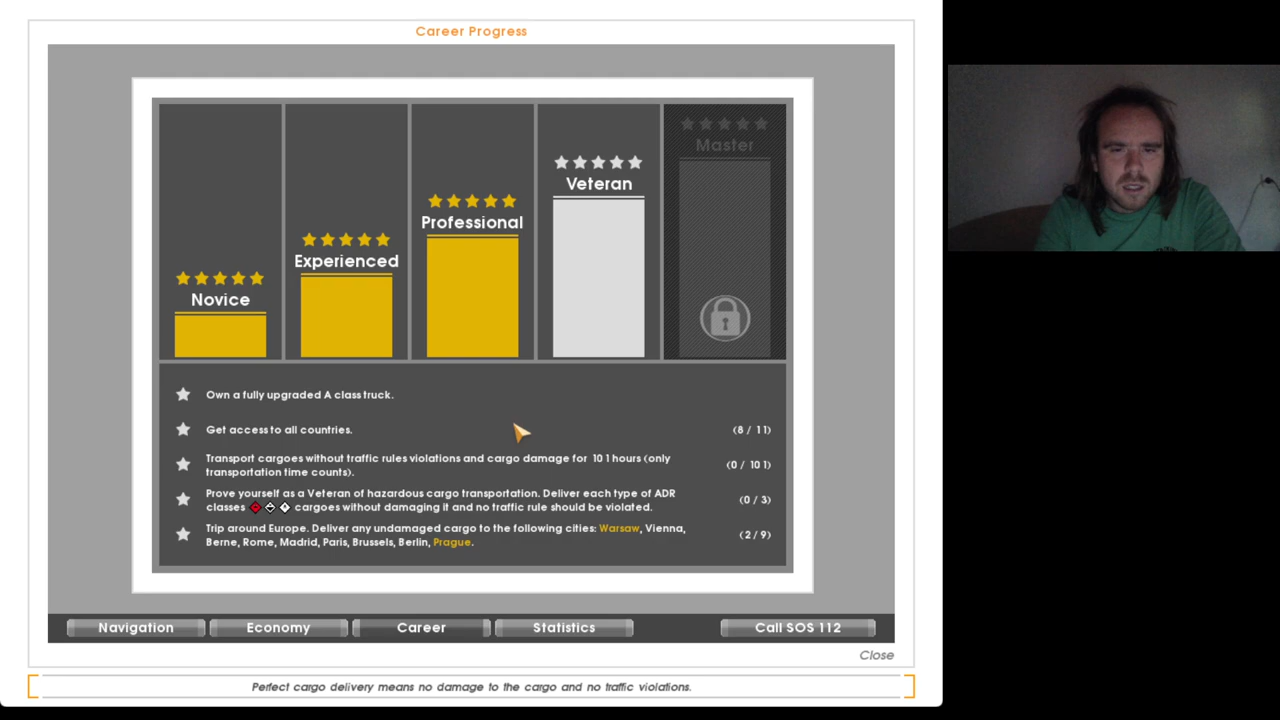 Career Progress
Master
Veteran
Professional
Experienced
Novice
Own a fully upgraded A class truck.
Get access to all countries. (8 / 11)
Transport cargoes without traffic rules violations and cargo damage for 101 hours (only
transportation time counts). (0 / 101)
Prove yourself as a Veteran of hazardous cargo transportation. Deliver each type of ADR
classes cargoes without damaging it and no traffic rule should be violated. (0 / 3)
Trip around Europe. Deliver any undamaged cargo to the following cities: Warsaw, Vienna,
Berne, Rome, Madrid, Paris, Brussels, Berlin, Prague. (2 / 9)
Navigation Economy Career Statistics Call SOS 112
Close
Perfect cargo delivery means no damage to the cargo and no traffic violations.